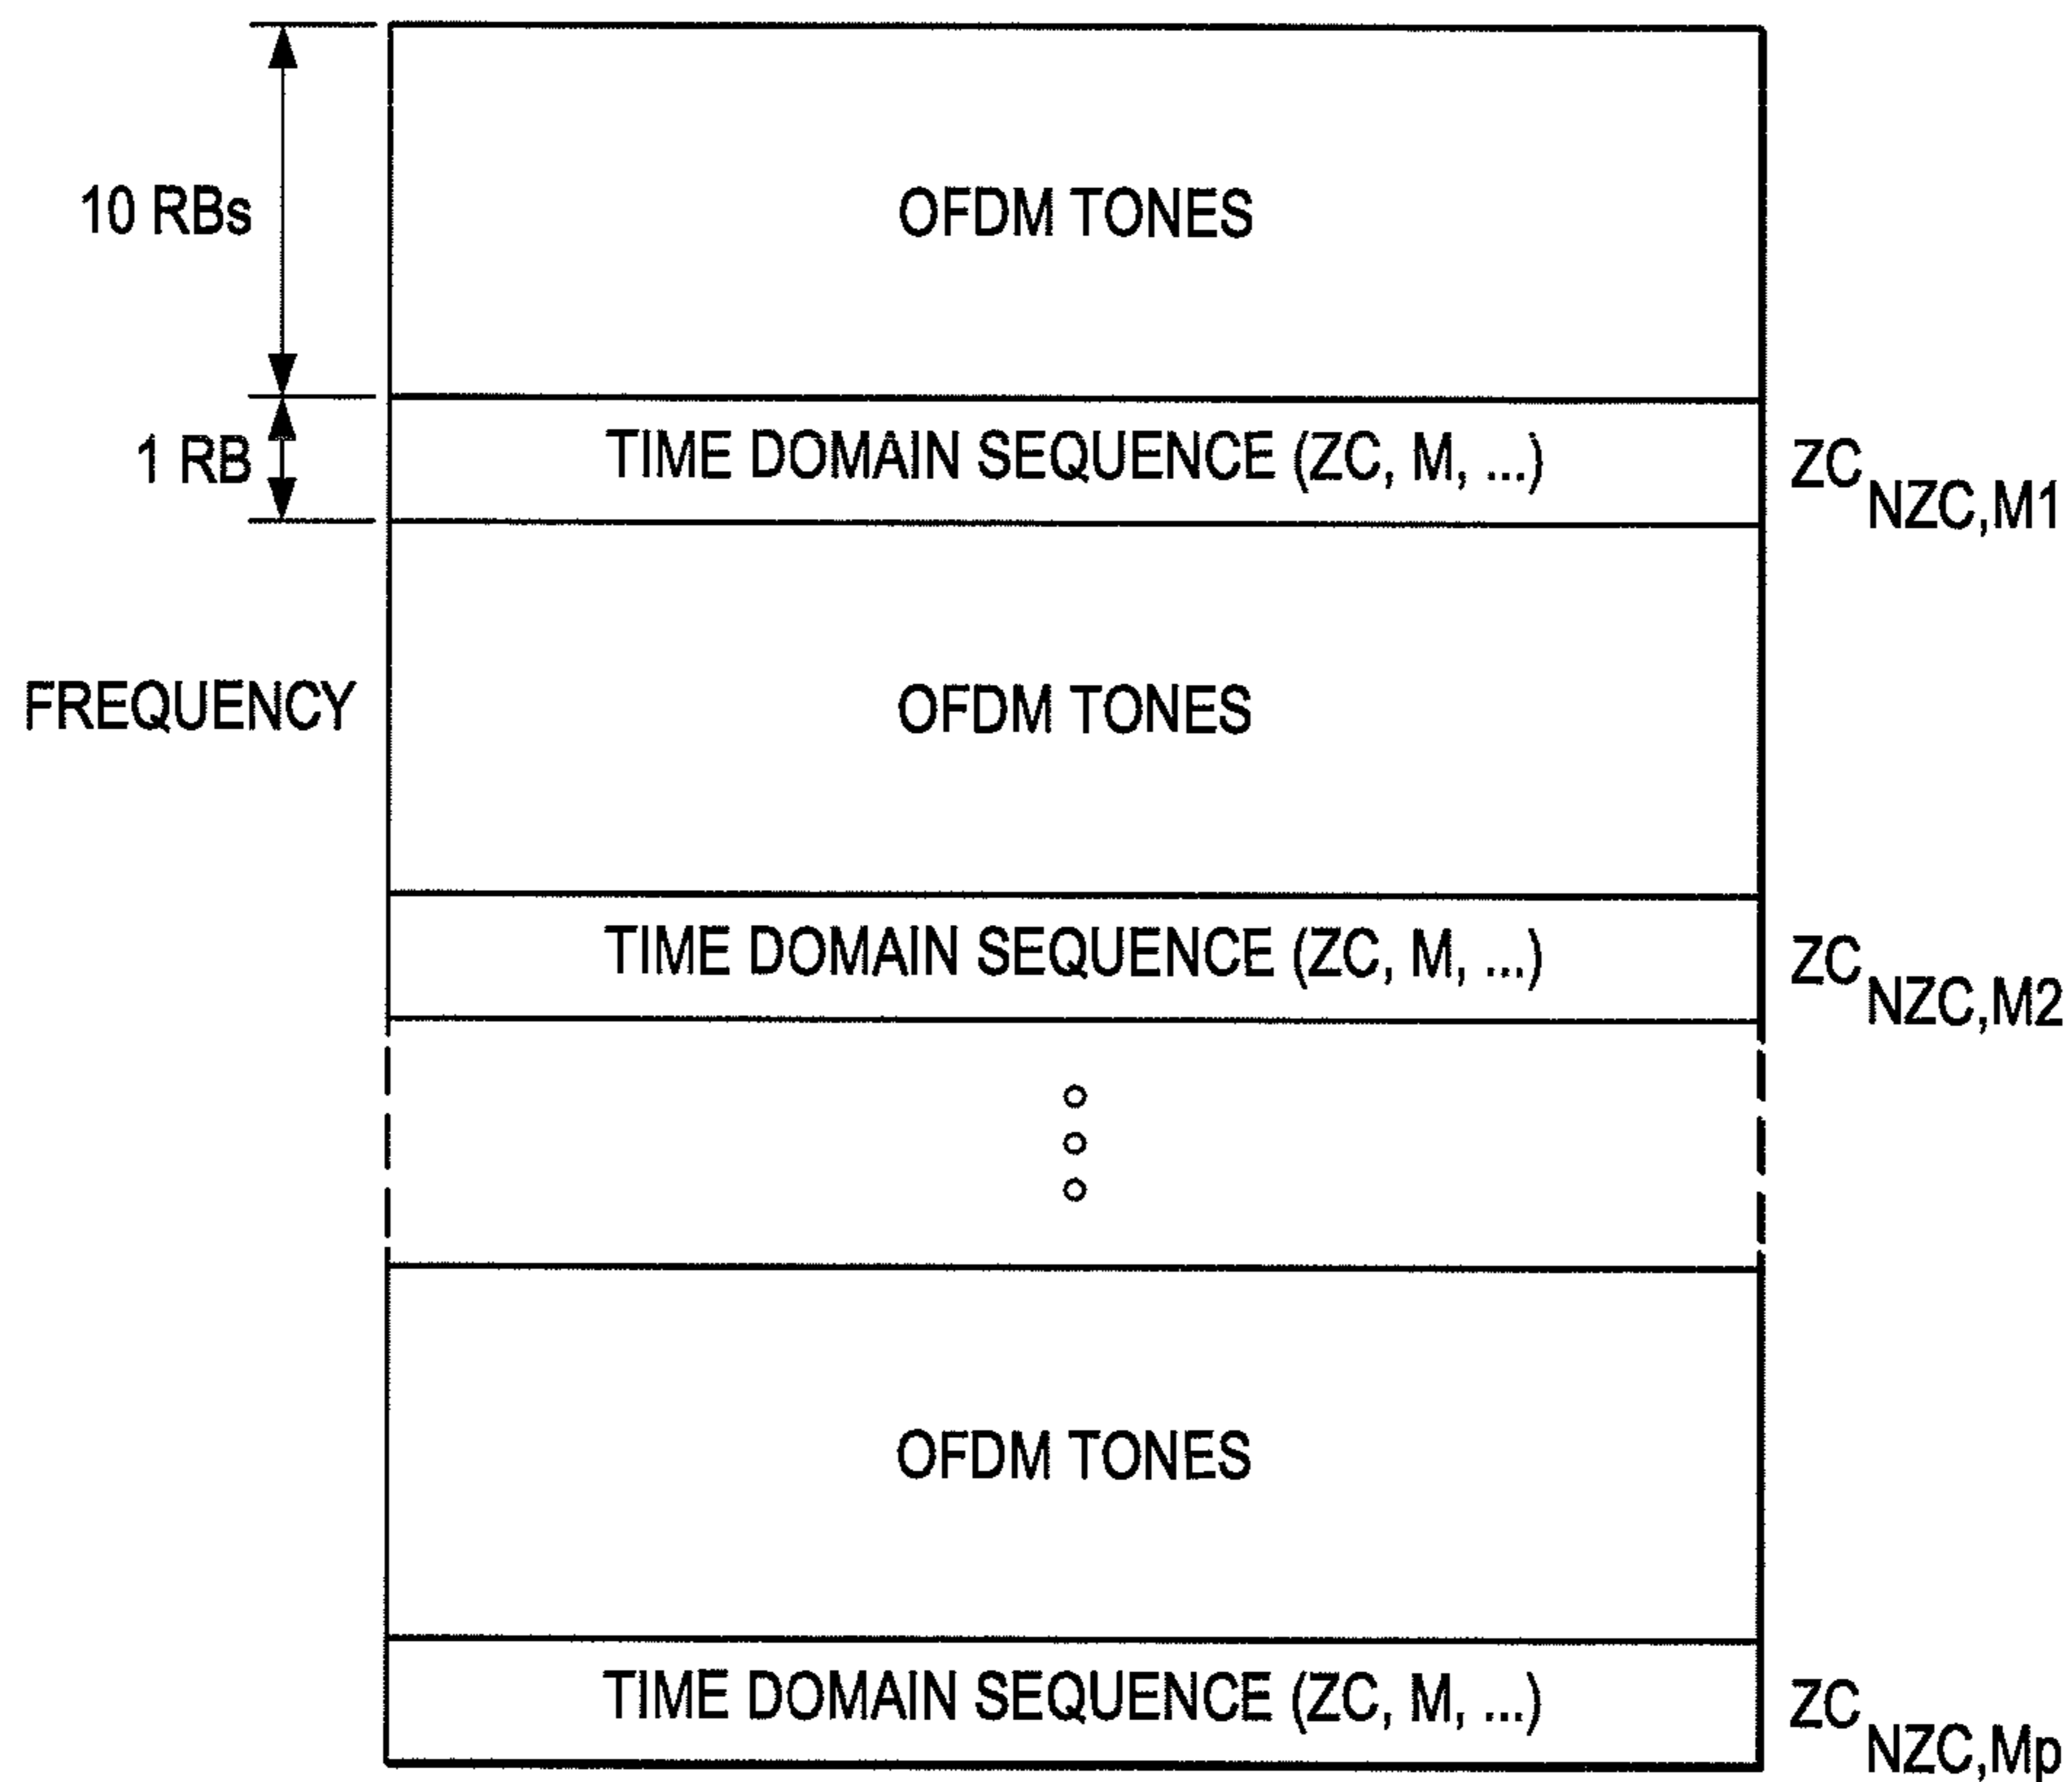 OFDM TONES
10 RBs
1 RB
TIME DOMAIN SEQUENCE (ZC, M, ...)
ZC NZC,M1
FREQUENCY
OFDM TONES
TIME DOMAIN SEQUENCE (ZC, M, ...)
ZC NZC,M2
OFDM TONES
TIME DOMAIN SEQUENCE (ZC, M, ...)
ZC NZC,Mp